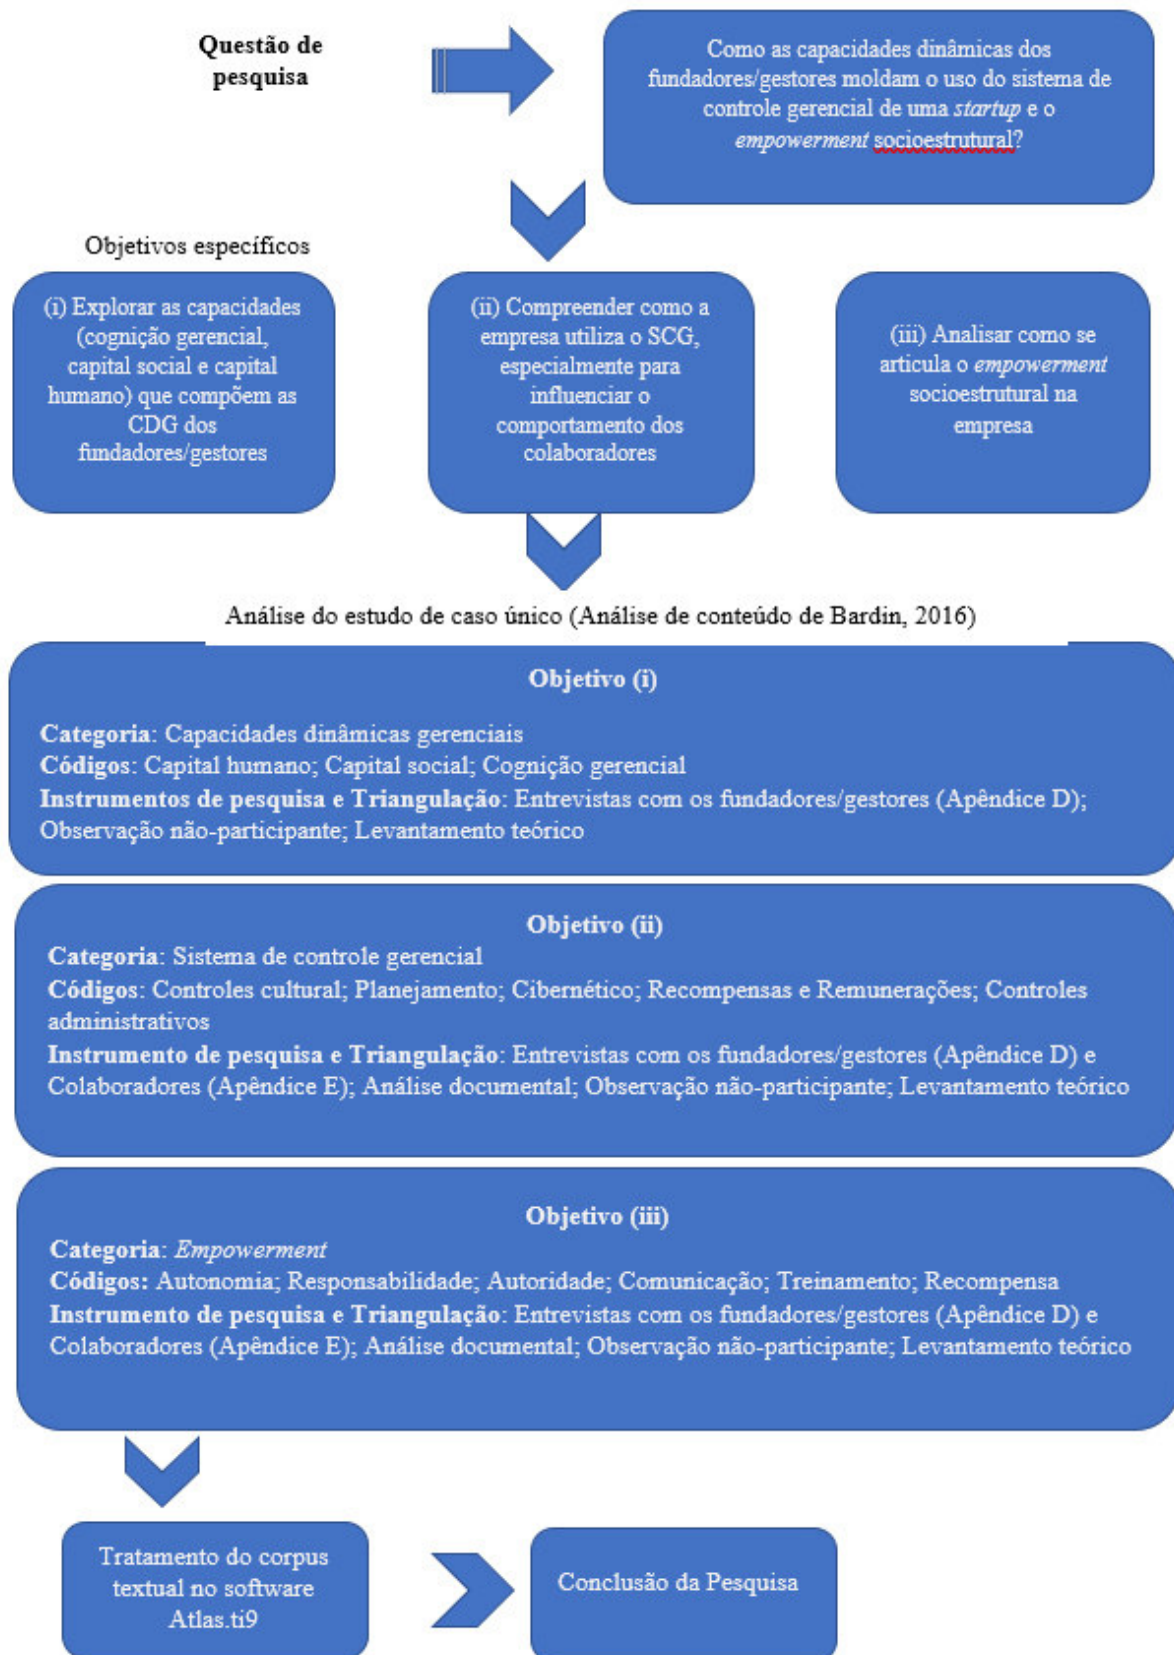 Questão de
pesquisa
Como as capacidades dinâmicas dos
fundadores/gestores moldam o uso do sistema de
controle gerencial de uma startup e o
empowerment socioestrutural?
Objetivos específicos
(i) Explorar as capacidades
(cognição gerencial,
capital social e capital
humano) que compõem as
CDG dos
fundadores/gestores
(ii) Compreender como a
empresa utiliza o SCG,
especialmente para
influenciar o
comportamento dos
colaboradores
(iii) Analisar como se
articula o empowerment
socioestrutural na
empresa
Análise do estudo de caso único (Análise de conteúdo de Bardin, 2016)
Objetivo (i)
Categoria: Capacidades dinâmicas gerenciais
Códigos: Capital humano; Capital social; Cognição gerencial
Instrumentos de pesquisa e Triangulação: Entrevistas com os fundadores/gestores (Apêndice D);
Observação não-participante; Levantamento teórico
Objetivo (ii)
Categoria: Sistema de controle gerencial
Códigos: Controles cultural; Planejamento; Cibernético; Recompensas e Remunerações; Controles
administrativos
Instrumento de pesquisa e Triangulação: Entrevistas com os fundadores/gestores (Apêndice D) e
Colaboradores (Apêndice E); Análise documental; Observação não-participante; Levantamento teórico
Objetivo (iii)
Categoria: Empowerment
Códigos: Autonomia; Responsabilidade; Autoridade; Comunicação; Treinamento; Recompensa
Instrumento de pesquisa e Triangulação: Entrevistas com os fundadores/gestores (Apêndice D) e
Colaboradores (Apêndice E); Análise documental; Observação não-participante; Levantamento teórico
Tratamento do corpus
textual no software
Atlas.ti9
Conclusão da Pesquisa